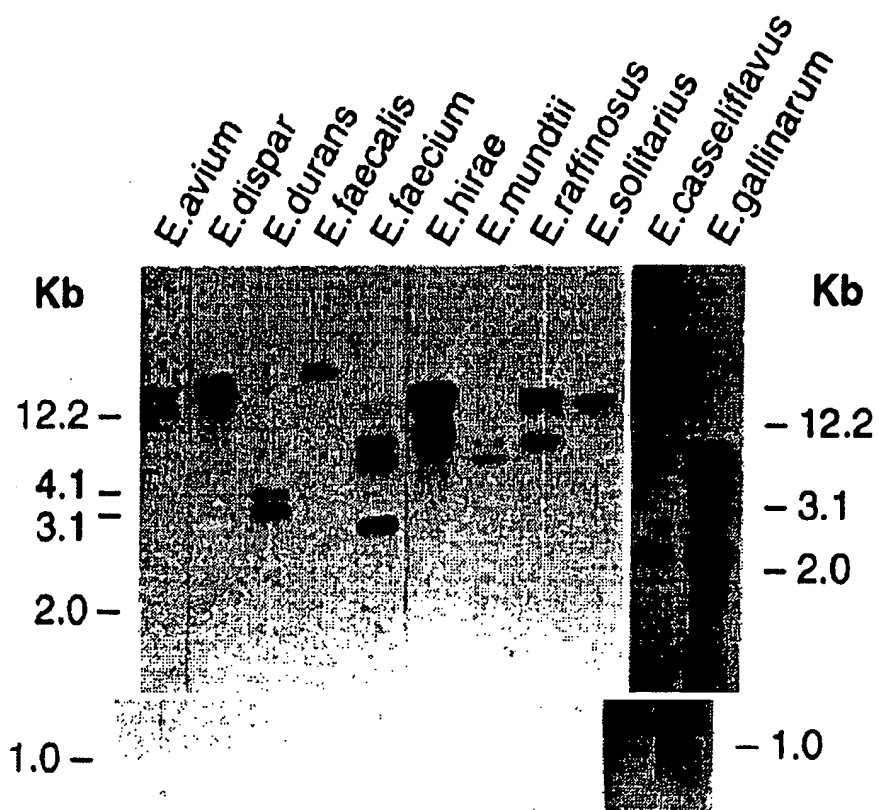 E.avium
E.dispar
E.durans
E.faecalis
E.faecium
E.hirae
E.mundtii
E.raffinosus
E.solitarius
E.casseliflavus
E.gallinarum
Kb
Kb
12.2
4.1
3.1
2.0
1.0
12.2
3.1
2.0
1.0